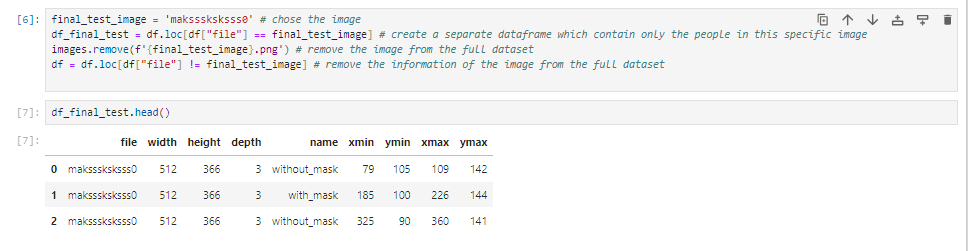 [6]: final_test_image = 'maksssksksss0' # chose the image
df_final_test = df.loc[df["file"] == final_test_image] # create a separate dataframe which contain only the people in this specific image
images.remove(f'{final_test_image}.png') # remove the image from the full dataset
df = df.loc[df["file"] != final_test_image] # remove the information of the image from the full dataset
[7]: df_final_test.head()
[7]: file width height depth name xmin ymin xmax ymax
0 maksssksksss0 512 366 3 without_mask 79 105 109 142
1 maksssksksss0 512 366 3 with_mask 185 100 226 144
2 maksssksksss0 512 366 3 without_mask 325 90 360 141